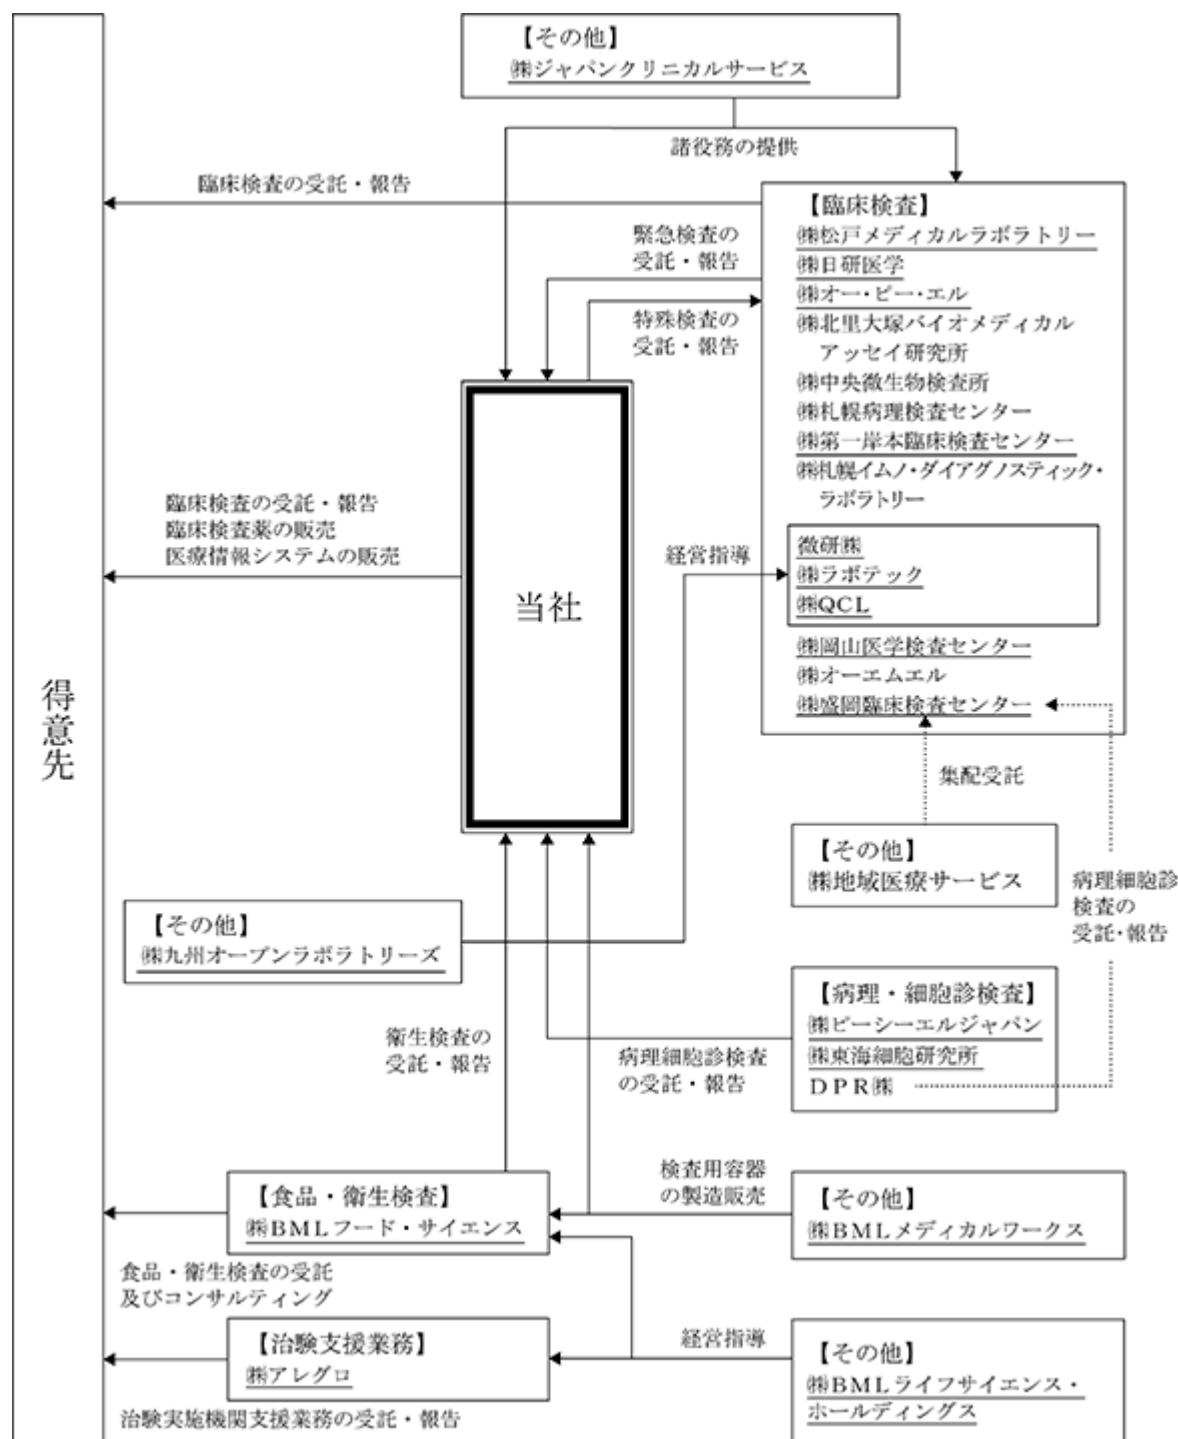 【その他】
㈱ジャパンクリニカルサービス
諸役務の提供
臨床検査の受託・報告
【臨床検査】
㈱松戸メディカルラボラトリー
㈱日研医学
㈱オー・ピー・エル
㈱北里大塚バイオメディカル
アッセイ研究所
㈱中央微生物検査所
㈱札幌病理検査センター
㈱第一岸本臨床検査センター
㈱札幌イムノ・ダイアグノスティック・
ラボラトリー
微研㈱
㈱ラボテック
㈱QCL
㈱岡山医学検査センター
㈱オーエムエル
㈱盛岡臨床検査センター
緊急検査の
受託・報告
特殊検査の
受託・報告
臨床検査の受託・報告
臨床検査薬の販売
医療情報システムの販売
経営指導
当社
得意先
集配受託
【その他】
㈱地域医療サービス
病理細胞診
検査の
受託・報告
【その他】
㈱九州オープンラボラトリーズ
【病理・細胞診検査】
㈱ピーシーエルジャパン
㈱東海細胞研究所
DPR㈱
衛生検査の
受託・報告
病理細胞診検査
の受託・報告
検査用容器
の製造販売
【食品・衛生検査】
㈱BMLフード・サイエンス
【その他】
㈱BMLメディカルワークス
食品・衛生検査の受託
及びコンサルティング
【治験支援業務】
㈱アレグロ
経営指導
【その他】
㈱BMLライフサイエンス・
ホールディングス
治験実施機関支援業務の受託・報告